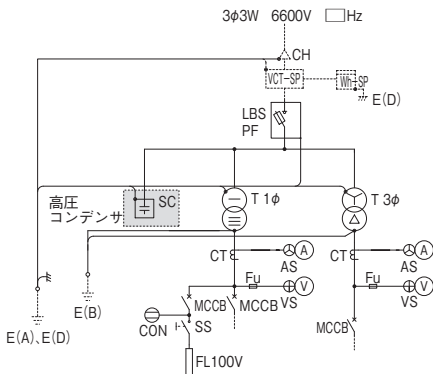 3φ3W 6600V □Hz
CH
VCT-SP
Wh-SP
E(D)
LBS
PF
高圧
コンデンサ
SC
T 1φ
T 3φ
CT
A
AS
CT
A
AS
Fu
V
VS
Fu
V
VS
MCCB
MCCB
MCCB
E(B)
CON
SS
E(A)、E(D)
FL100V